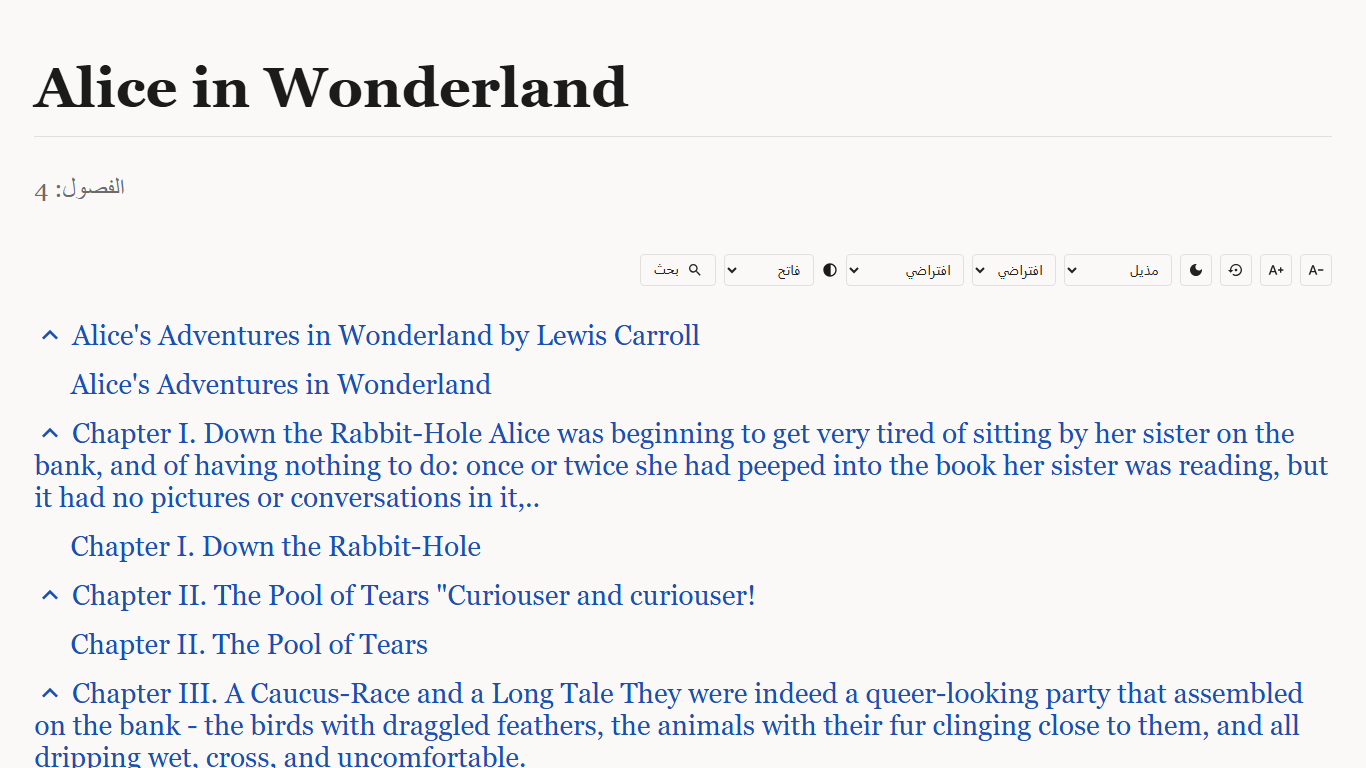 Alice in Wonderland
الفصول: 4
A- A+ مذيل افتراضي افتراضي فاتح بحث
Alice's Adventures in Wonderland by Lewis Carroll
Alice's Adventures in Wonderland
Chapter I. Down the Rabbit-Hole Alice was beginning to get very tired of sitting by her sister on the
bank, and of having nothing to do: once or twice she had peeped into the book her sister was reading, but
it had no pictures or conversations in it,..
Chapter I. Down the Rabbit-Hole
Chapter II. The Pool of Tears "Curiouser and curiouser!
Chapter II. The Pool of Tears
Chapter III. A Caucus-Race and a Long Tale They were indeed a queer-looking party that assembled
on the bank - the birds with draggled feathers, the animals with their fur clinging close to them, and all
dripping wet, cross, and uncomfortable.